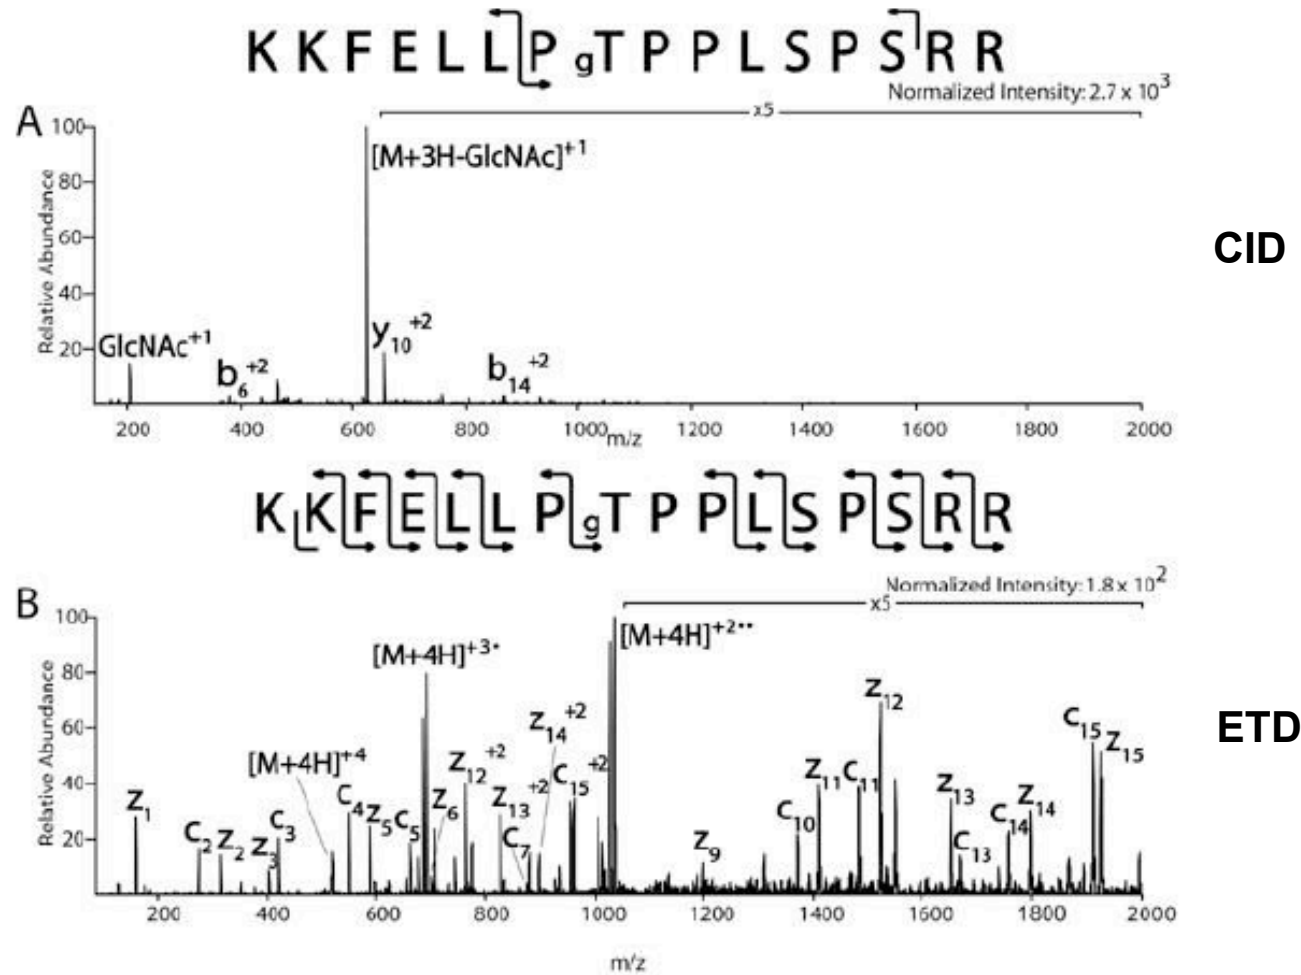 K K F E L L P gT P P L S P S R R
Normalized Intensity: 2.7 x 10³
A
x5
100
80
60
40
20
Relative Abundance
[M+3H-GlcNAc]⁺¹
GlcNAc⁺¹
b₆⁺²
y₁₀⁺²
b₁₄⁺²
CID
200 400 600 800 1000 1200 1400 1600 1800 2000
m/z
K K F E L L P gT P P L S P S R R
Normalized Intensity: 1.8 x 10²
B
x5
100
80
60
40
20
Relative Abundance
[M+4H]⁺²••
[M+4H]⁺³•
[M+4H]⁺⁴
Z₁
C₂
Z₂
Z₃
C₃
C₄
Z₅
C₅
Z₆
Z₁₂⁺²
Z₁₃⁺²
C₇
Z₁₄⁺²
C₁₅⁺²
Z₉
C₁₀
Z₁₁
C₁₁
Z₁₂
Z₁₃
C₁₃
C₁₄
Z₁₄
C₁₅
Z₁₅
ETD
200 400 600 800 1000 1200 1400 1600 1800 2000
m/z